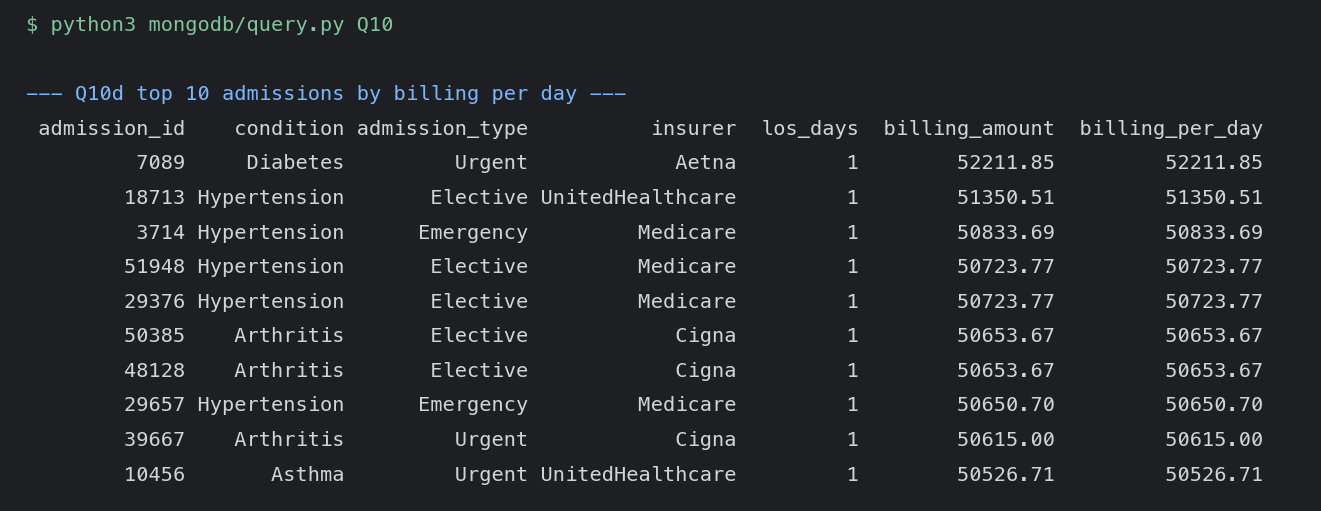 $ python3 mongodb/query.py Q10
--- Q10d top 10 admissions by billing per day ---
admission_id condition admission_type insurer los_days billing_amount billing_per_day
7089 Diabetes Urgent Aetna 1 52211.85 52211.85
18713 Hypertension Elective UnitedHealthcare 1 51350.51 51350.51
3714 Hypertension Emergency Medicare 1 50833.69 50833.69
51948 Hypertension Elective Medicare 1 50723.77 50723.77
29376 Hypertension Elective Medicare 1 50723.77 50723.77
50385 Arthritis Elective Cigna 1 50653.67 50653.67
48128 Arthritis Elective Cigna 1 50653.67 50653.67
29657 Hypertension Emergency Medicare 1 50650.70 50650.70
39667 Arthritis Urgent Cigna 1 50615.00 50615.00
10456 Asthma Urgent UnitedHealthcare 1 50526.71 50526.71